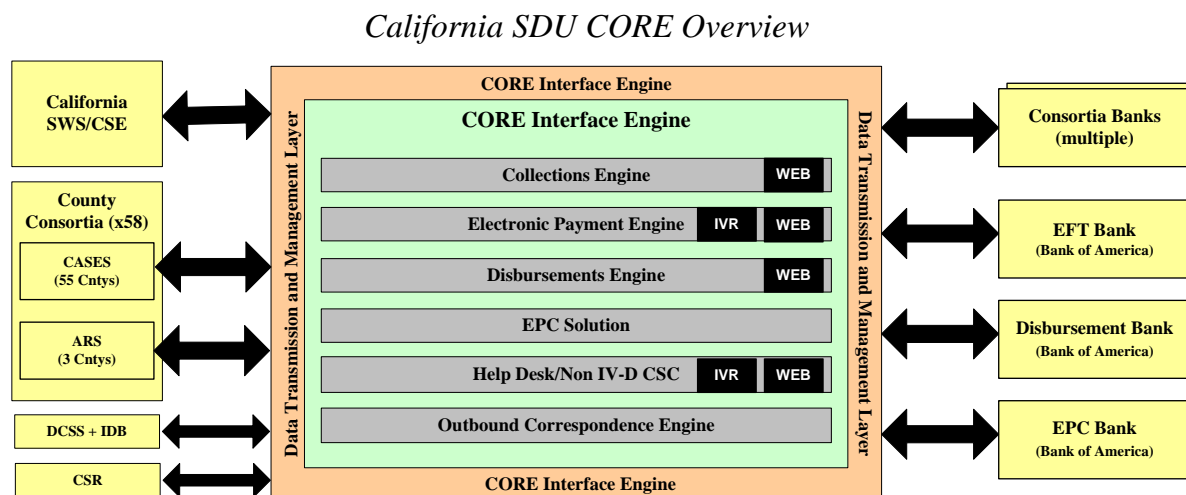 California SDU CORE Overview
California
SWS/CSE
County
Consortia (x58)
CASES
(55 Cntys)
ARS
(3 Cntys)
DCSS + IDB
CSR
CORE Interface Engine
Data Transmission and Management Layer
CORE Interface Engine
Collections Engine
WEB
Electronic Payment Engine
IVR
WEB
Disbursements Engine
WEB
EPC Solution
Help Desk/Non IV-D CSC
IVR
WEB
Outbound Correspondence Engine
Data Transmission and Management Layer
CORE Interface Engine
Consortia Banks
(multiple)
EFT Bank
(Bank of America)
Disbursement Bank
(Bank of America)
EPC Bank
(Bank of America)